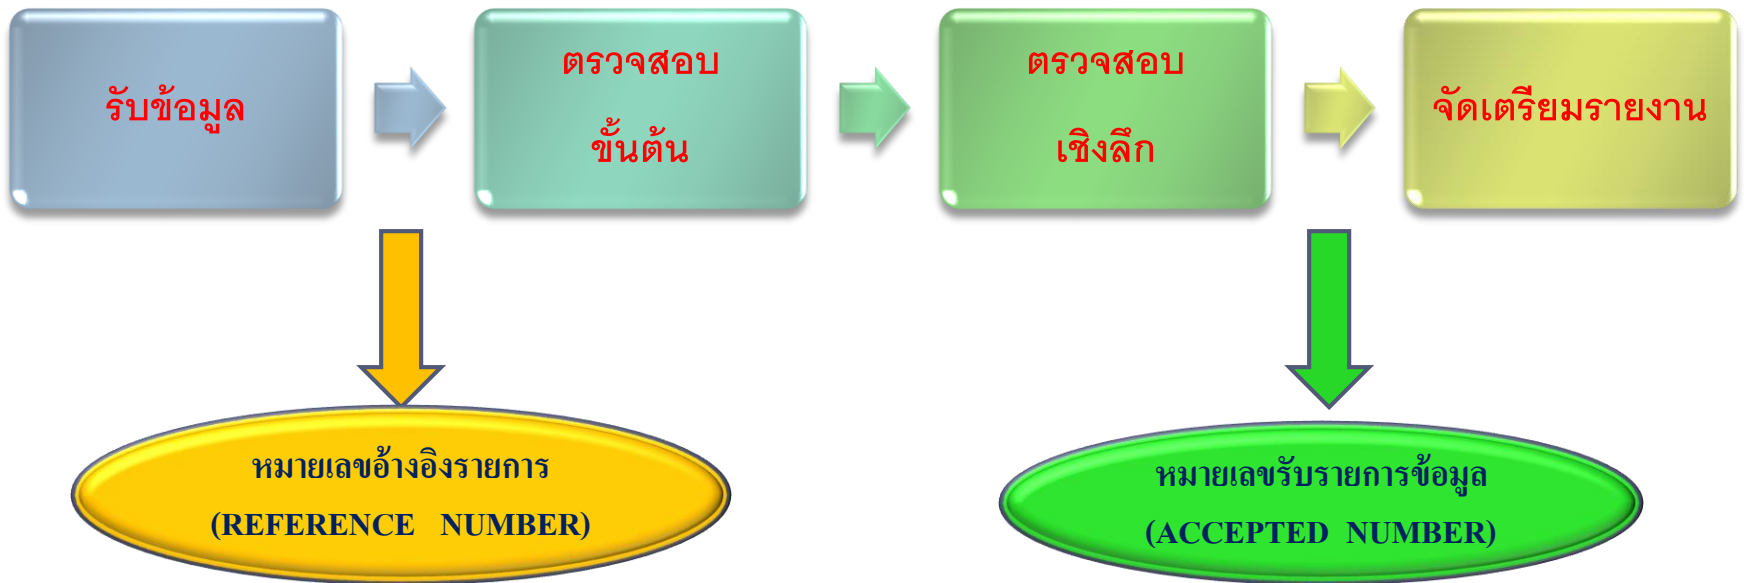 รับข้อมูล
ตรวจสอบ
ขั้นต้น
ตรวจสอบ
เชิงลึก
จัดเตรียมรายงาน
หมายเลขอ้างอิงรายการ
(REFERENCE NUMBER)
หมายเลขรับรายการข้อมูล
(ACCEPTED NUMBER)